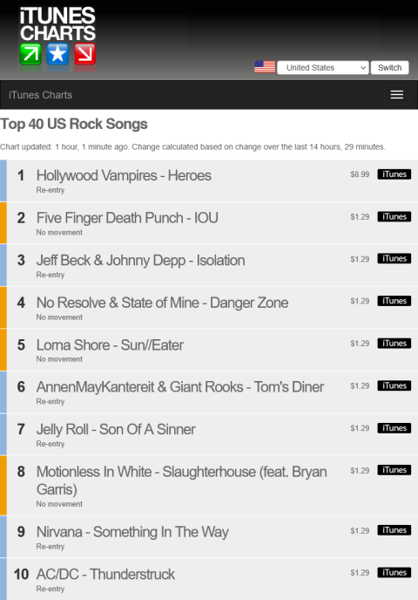 iTUNES
CHARTS
United States
Switch
iTunes Charts
Top 40 US Rock Songs
Chart updated: 1 hour, 1 minute ago. Change calculated based on change over the last 14 hours, 29 minutes.
1 Hollywood Vampires - Heroes $0.99 iTunes
Re-entry
2 Five Finger Death Punch - IOU $1.29 iTunes
No movement
3 Jeff Beck & Johnny Depp - Isolation $1.29 iTunes
Re-entry
4 No Resolve & State of Mine - Danger Zone $1.29 iTunes
No movement
5 Lorna Shore - Sun//Eater $1.29 iTunes
No movement
6 AnnenMayKantereit & Giant Rooks - Tom's Diner $1.29 iTunes
Re-entry
7 Jelly Roll - Son Of A Sinner $1.29 iTunes
Re-entry
8 Motionless In White - Slaughterhouse (feat. Bryan $1.29 iTunes
Garris)
No movement
9 Nirvana - Something In The Way $1.29 iTunes
Re-entry
10 AC/DC - Thunderstruck $1.29 iTunes
Re-entry